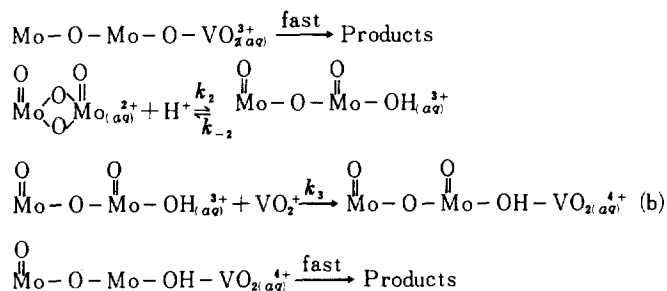 Mo–O–Mo–O–VO₂(aq)³⁺ —fast→ Products
O O
Mo O O Mo(aq)²⁺ + H⁺ k₂ ⇌ k₋₂ Mo–O–Mo–OH(aq)³⁺
O O
Mo–O–Mo–OH(aq)³⁺ + VO₂⁺ —k₃→ Mo–O–Mo–OH–VO₂(aq)⁴⁺ (b)
O
Mo–O–Mo–OH–VO₂(aq)⁴⁺ —fast→ Products